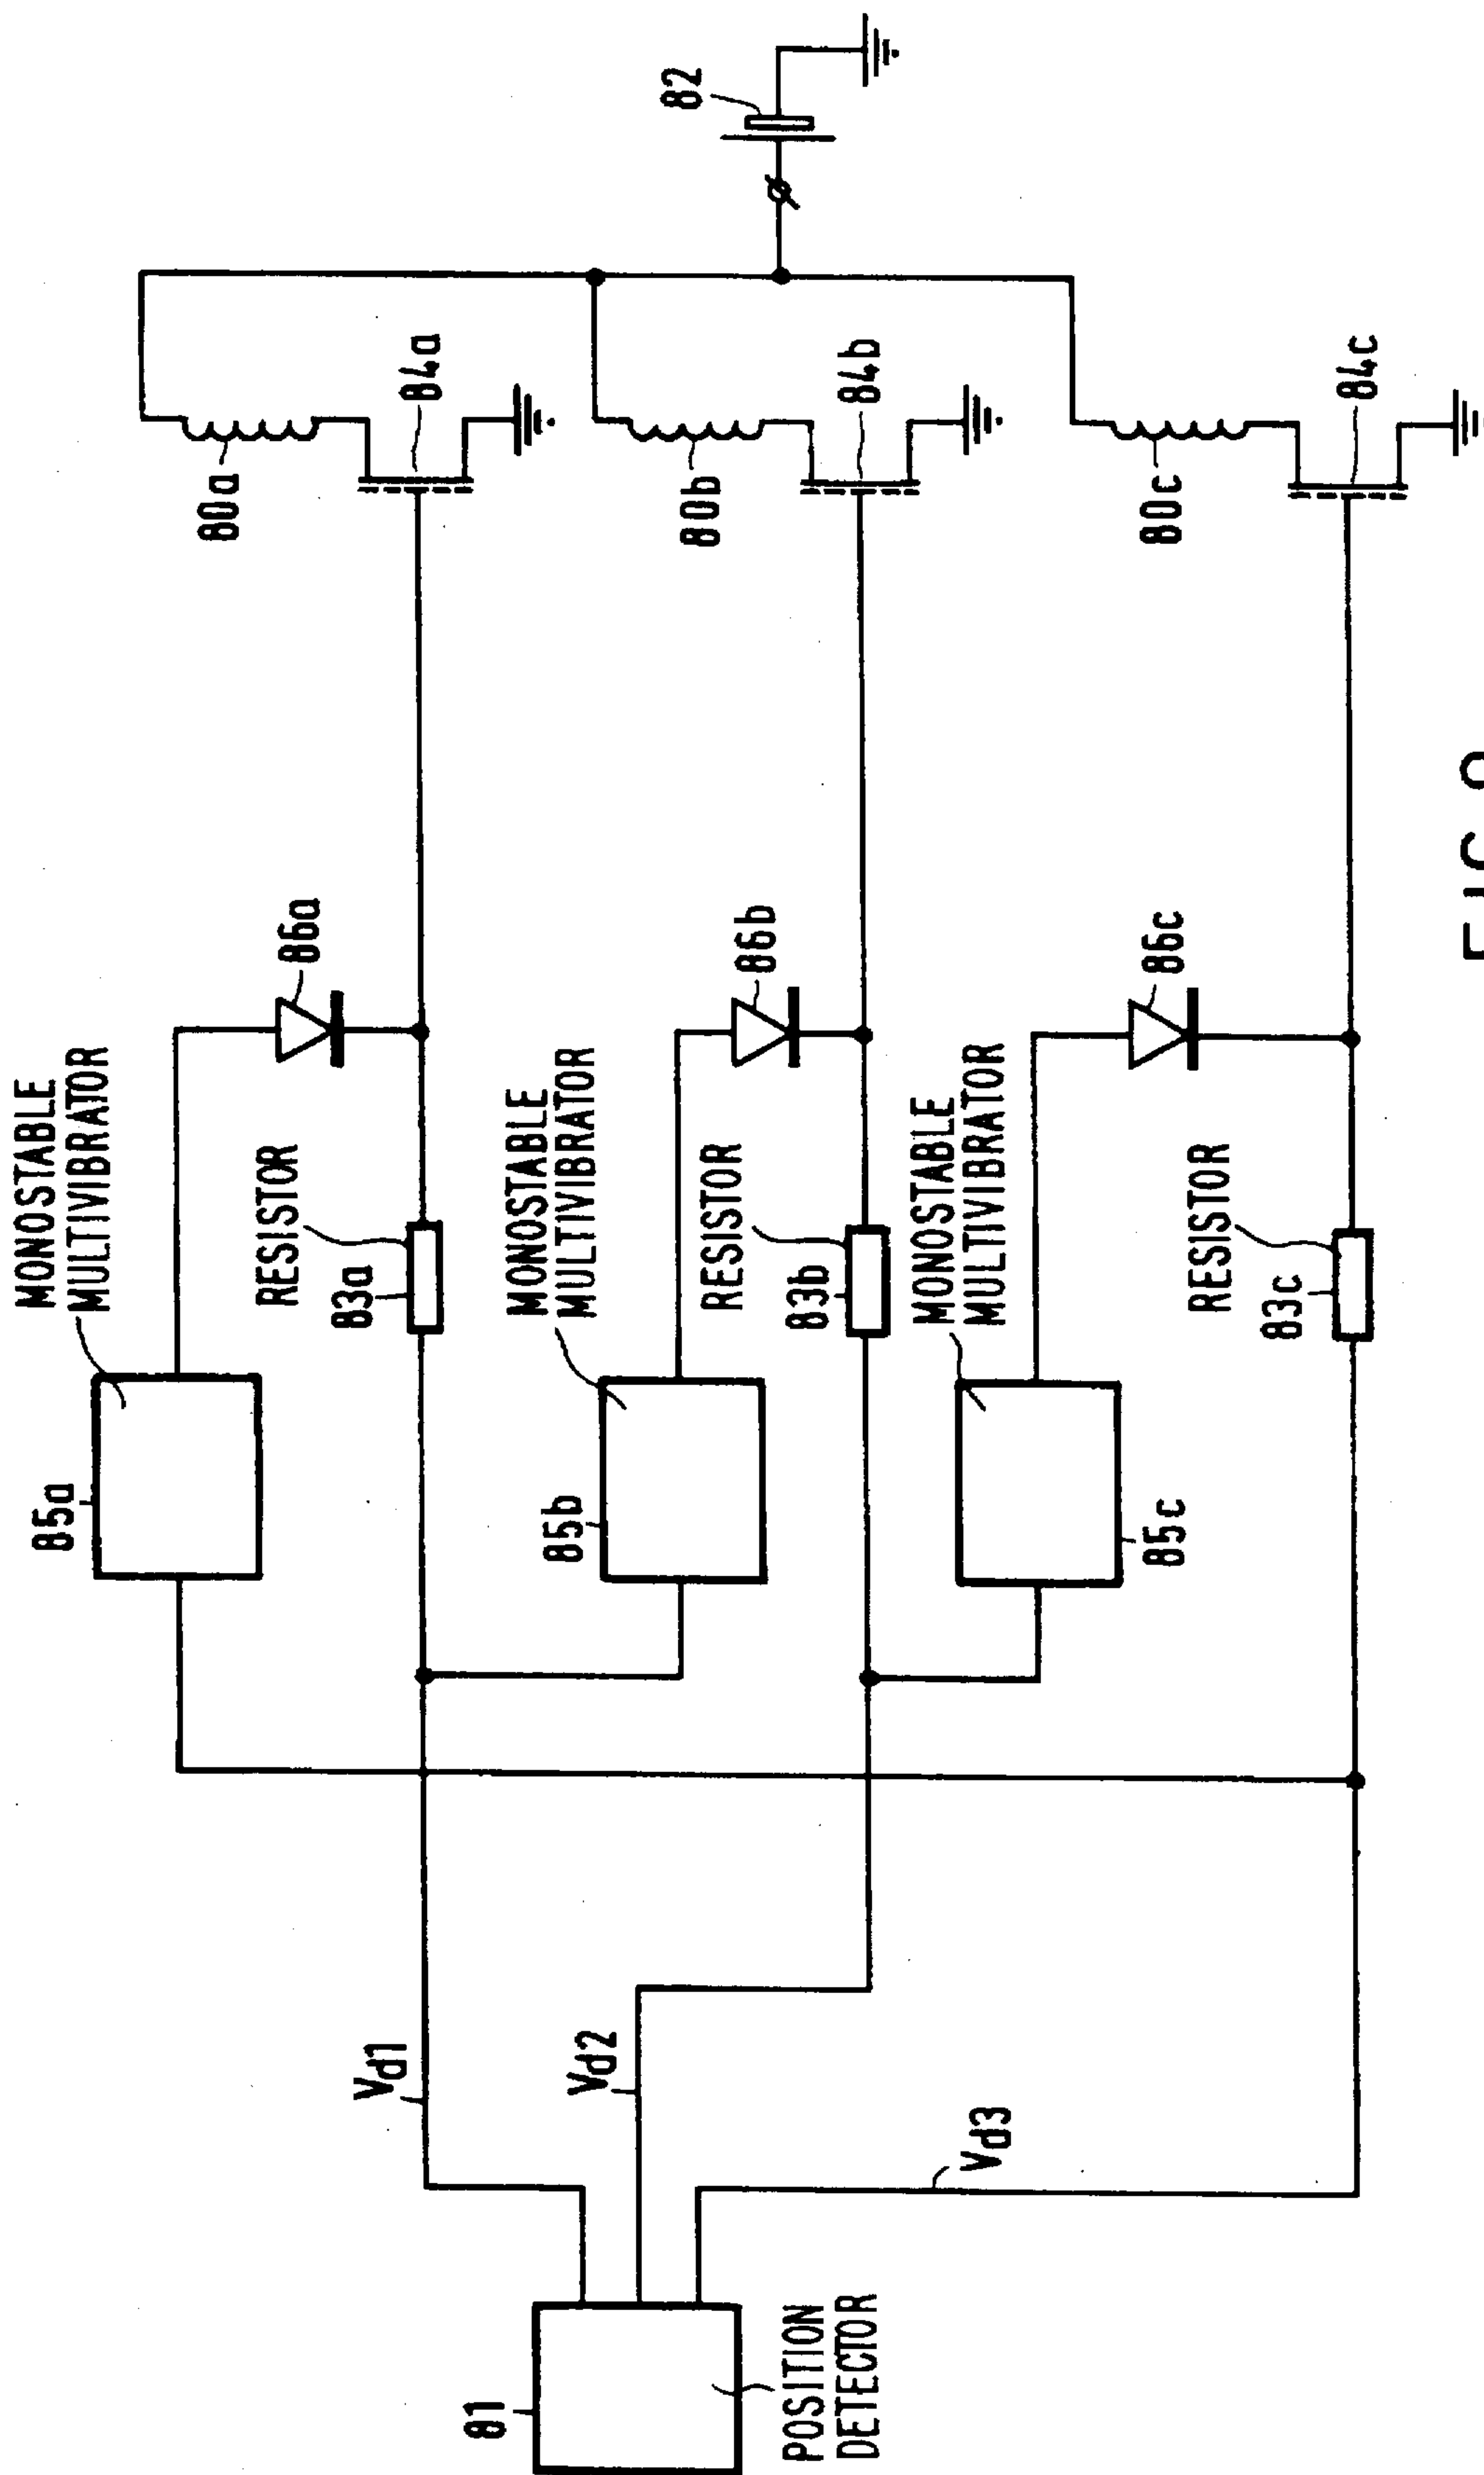 82
80a
84a
80b
84b
80c
84c
86a
86b
86c
MONOSTABLE
MULTIVIBRATOR
RESISTOR
83a
MONOSTABLE
MULTIVIBRATOR
RESISTOR
83b
MONOSTABLE
MULTIVIBRATOR
RESISTOR
83c
85a
85b
85c
Vd1
Vd2
Vd3
81
POSITION
DETECTOR